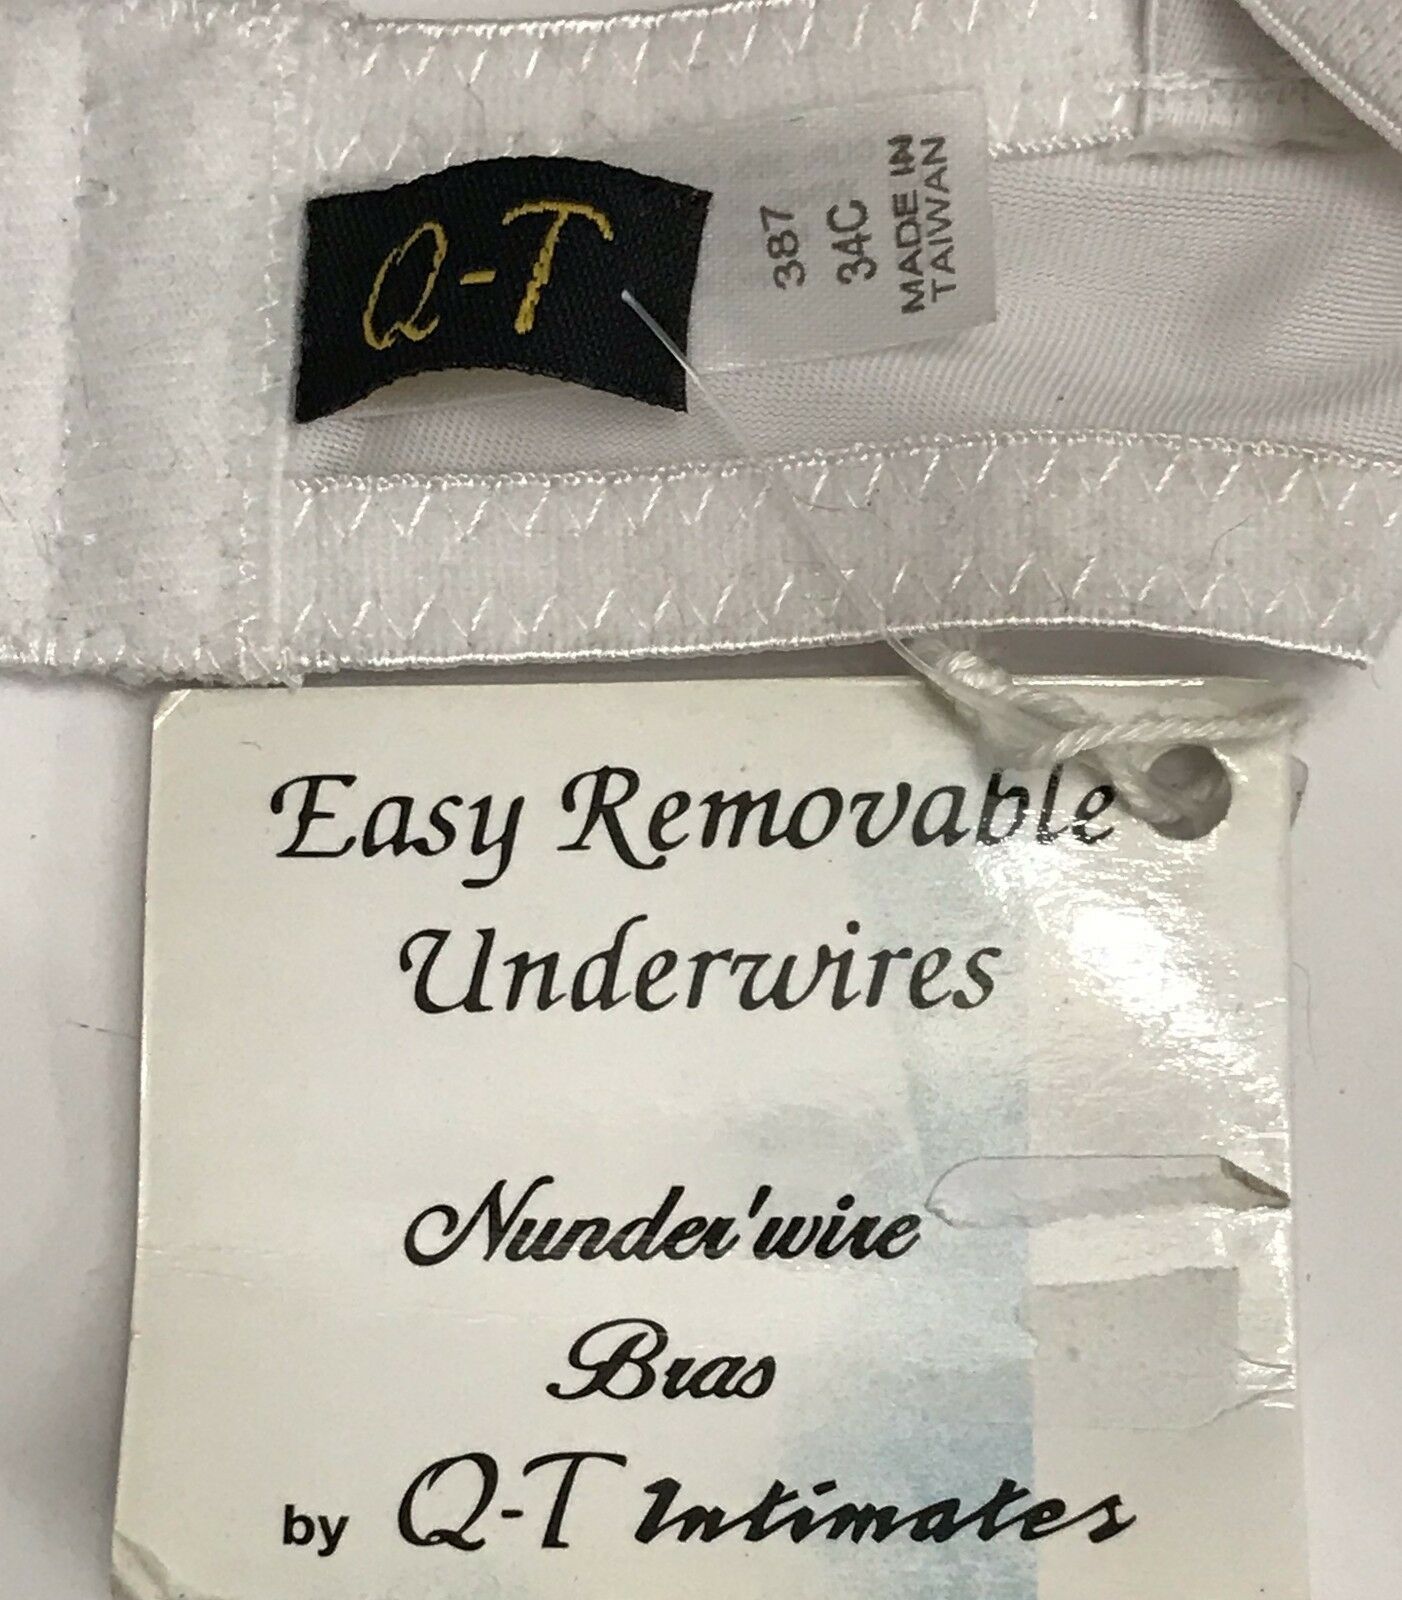 Q-T
387
34C
MADE IN
TAIWAN
Easy Removable
Underwires
Nunder'wire
Bras
by Q-T Intimates